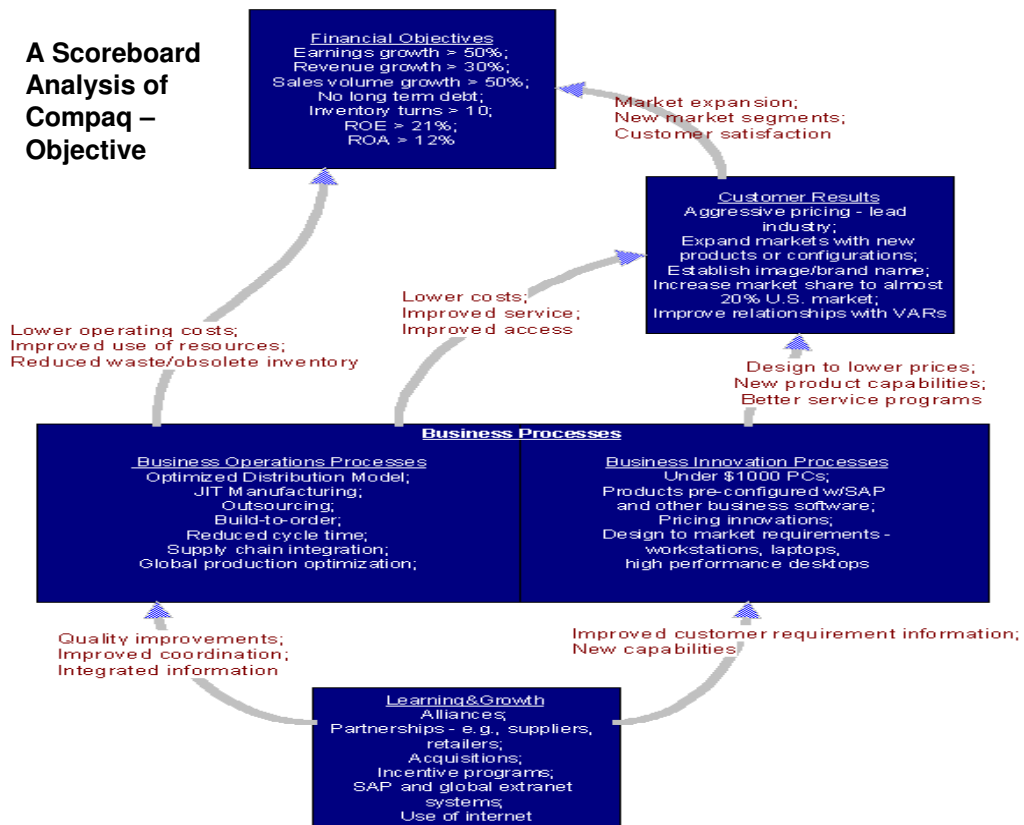 A Scoreboard
Analysis of
Compaq –
Objective
Financial Objectives
Earnings growth > 50%;
Revenue growth > 30%;
Sales volume growth > 50%;
No long term debt;
Inventory turns > 10;
ROE > 21%;
ROA > 12%
Market expansion;
New market segments;
Customer satisfaction
Customer Results
Aggressive pricing - lead
industry;
Expand markets with new
products or configurations;
Establish image/brand name;
Increase market share to almost
20% U.S. market;
Improve relationships with VARs
Lower costs;
Improved service;
Improved access
Lower operating costs;
Improved use of resources;
Reduced waste/obsolete inventory
Design to lower prices;
New product capabilities;
Better service programs
Business Processes
Business Operations Processes
Optimized Distribution Model;
JIT Manufacturing;
Outsourcing;
Build-to-order;
Reduced cycle time;
Supply chain integration;
Global production optimization;
Business Innovation Processes
Under $1000 PCs;
Products pre-configured w/SAP
and other business software;
Pricing innovations;
Design to market requirements -
workstations, laptops,
high performance desktops
Quality improvements;
Improved coordination;
Integrated information
Improved customer requirement information;
New capabilities
Learning&Growth
Alliances;
Partnerships - e.g., suppliers,
retailers;
Acquisitions;
Incentive programs;
SAP and global extranet
systems;
Use of internet